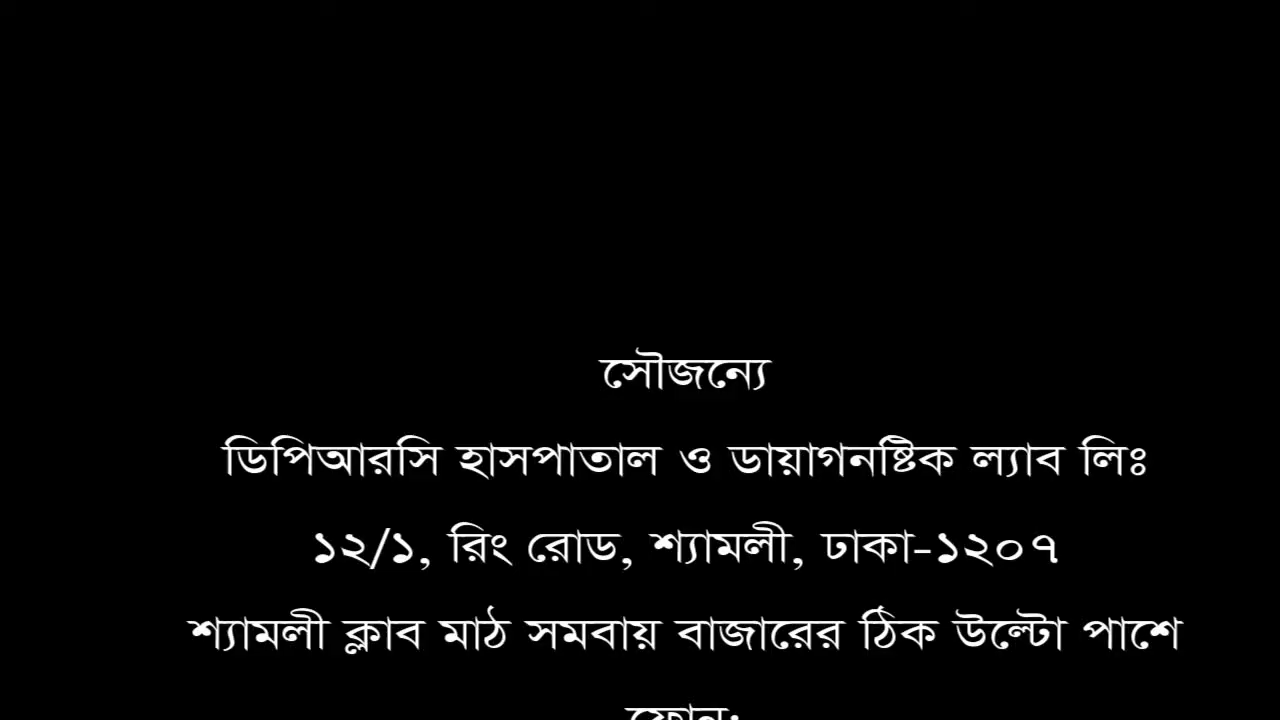 সৌজন্যে
ডিপিআরসি হাসপাতাল ও ডায়াগনষ্টিক ল্যাব লিঃ
১২/১, রিং রোড, শ্যামলী, ঢাকা-১২০৭
শ্যামলী ক্লাব মাঠ সমবায় বাজারের ঠিক উল্টো পাশে
ফোন: